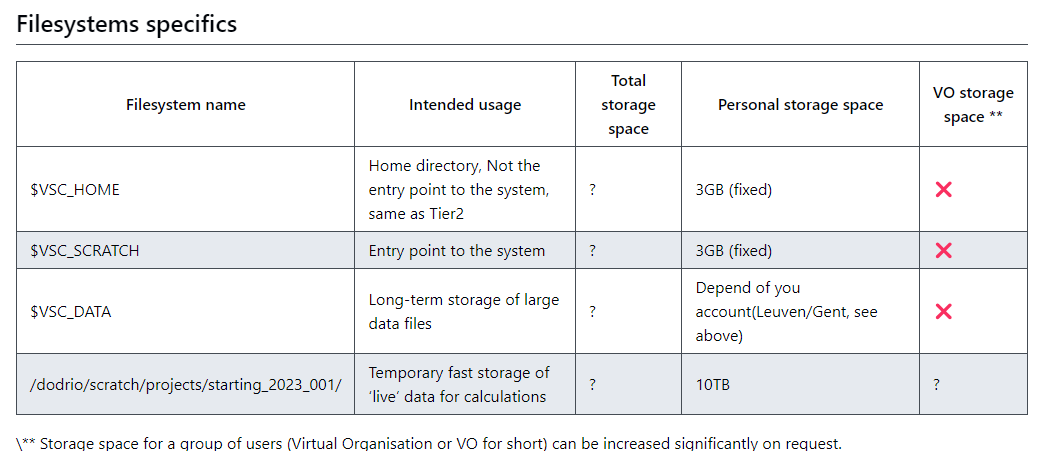 Filesystems specifics
Filesystem name
Intended usage
Total
storage
space
Personal storage space
VO storage
space **
$VSC_HOME
Home directory, Not the
entry point to the system,
same as Tier2
?
3GB (fixed)
❌
$VSC_SCRATCH
Entry point to the system
?
3GB (fixed)
❌
$VSC_DATA
Long-term storage of large
data files
?
Depend of you
account(Leuven/Gent, see
above)
❌
/dodrio/scratch/projects/starting_2023_001/
Temporary fast storage of
‘live’ data for calculations
?
10TB
?
\** Storage space for a group of users (Virtual Organisation or VO for short) can be increased significantly on request.